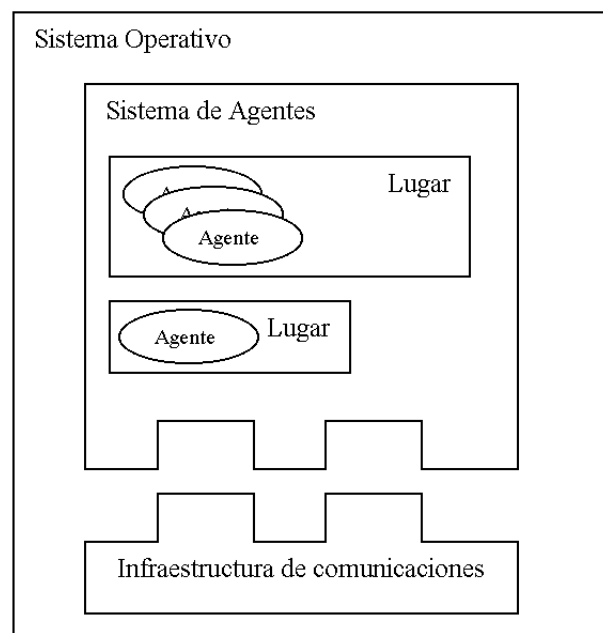 Sistema Operativo
Sistema de Agentes
Lugar
Agente
Lugar
Agente
Infraestructura de comunicaciones